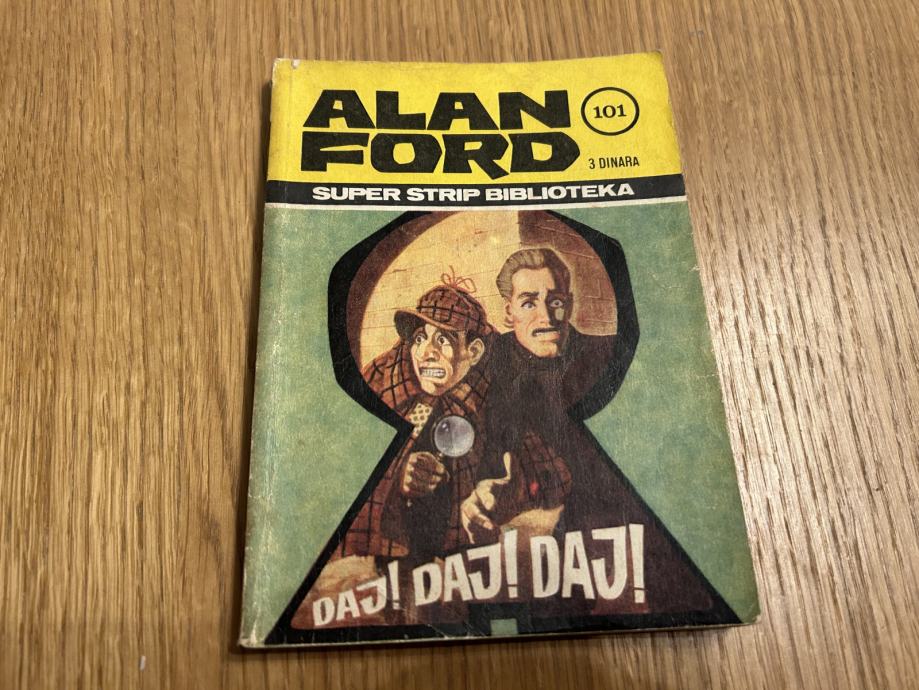 ALAN
FORD
101
3 DINARA
SUPER STRIP BIBLIOTEKA
DAJ! DAJ! DAJ!